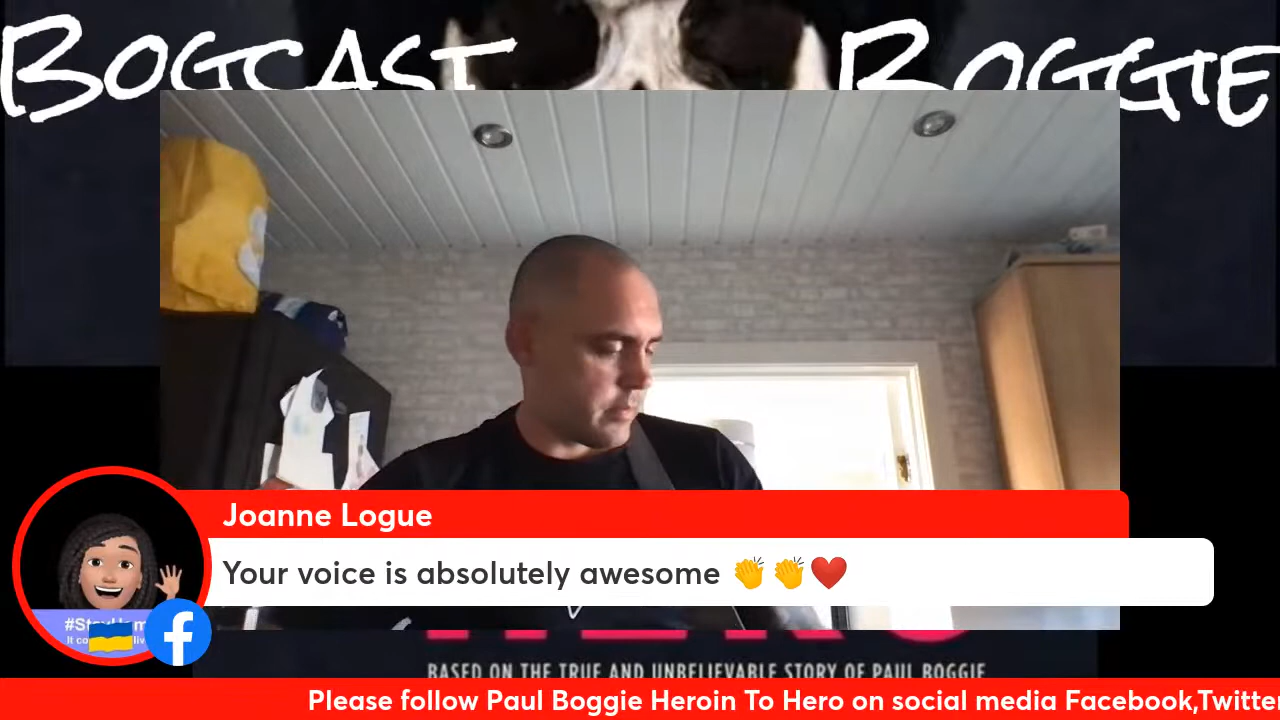 BOGCAST BOGGIE
Joanne Logue
Your voice is absolutely awesome 👏👏❤️
BASED ON THE TRUE AND UNBELIEVABLE STORY OF PAUL BOGGIE
Please follow Paul Boggie Heroin To Hero on social media Facebook,Twitter